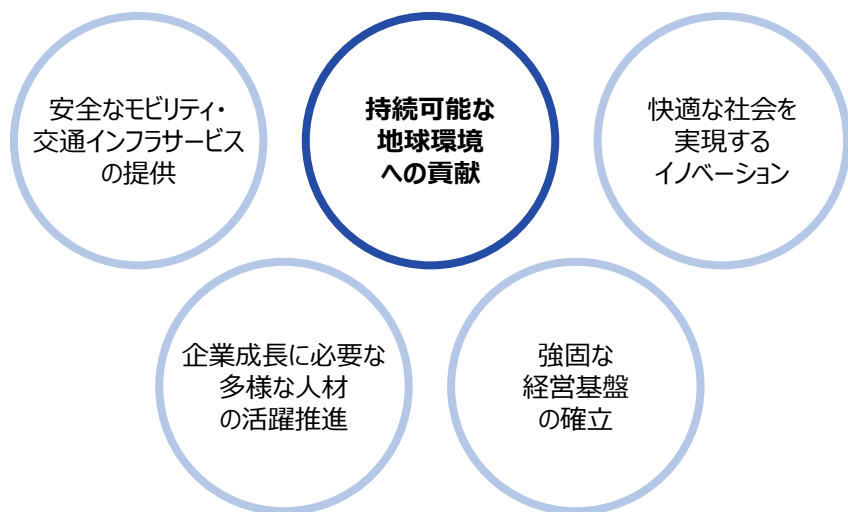 安全なモビリティ・
交通インフラサービス
の提供
持続可能な
地球環境
への貢献
快適な社会を
実現する
イノベーション
企業成長に必要な
多様な人材
の活躍推進
強固な
経営基盤
の確立